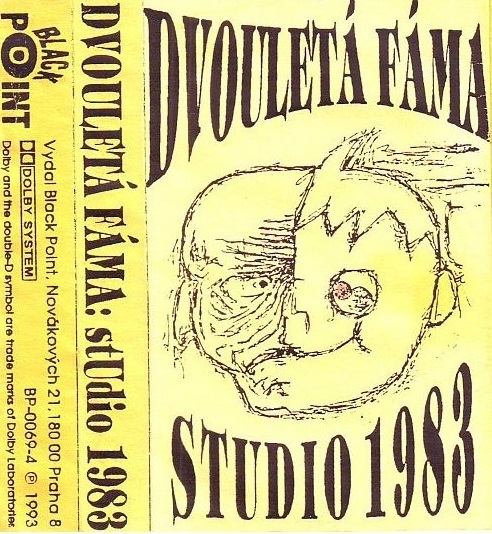 BLACK
POINT
Vydal Black Point, Novákových 21, 180 00 Praha 8
DOLBY SYSTEM
BP-0069-4 ℗ 1993
Dolby and the double-D symbol are trade marks of Dolby Laboratories
DVOULETÁ FÁMA: stUdio 1983
DVOULETÁ FÁMA
STUDIO 1983